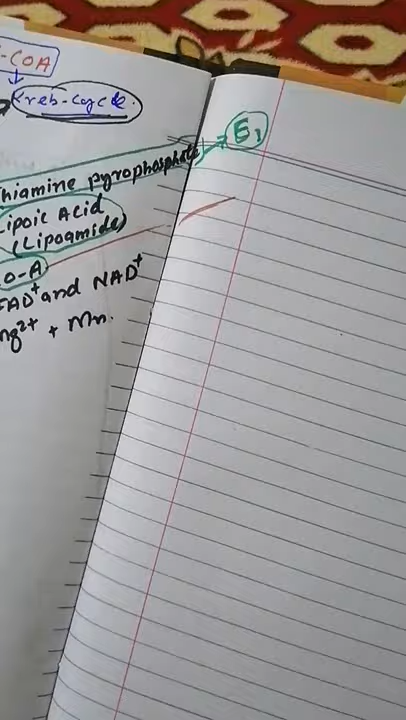 -COA
Kreb-Cycle.
E1
Thiamine pyrophosphate
Lipoic Acid
(Lipoamide)
O-A
FAD+ and NAD+
Mg2+ + Mn.